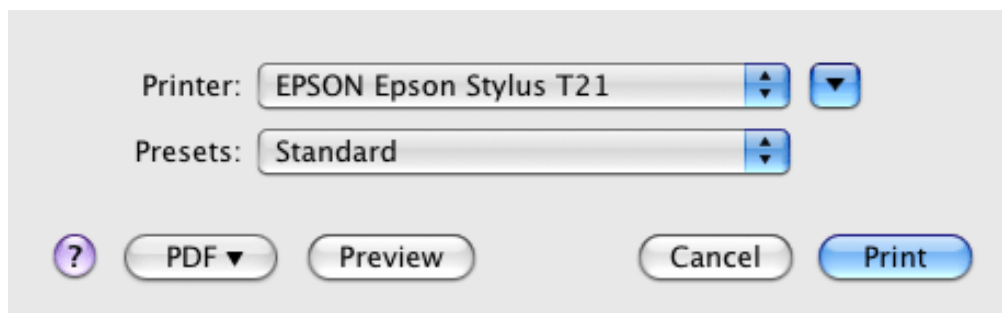 Printer: EPSON Epson Stylus T21
Presets: Standard
? PDF ▼ Preview Cancel Print